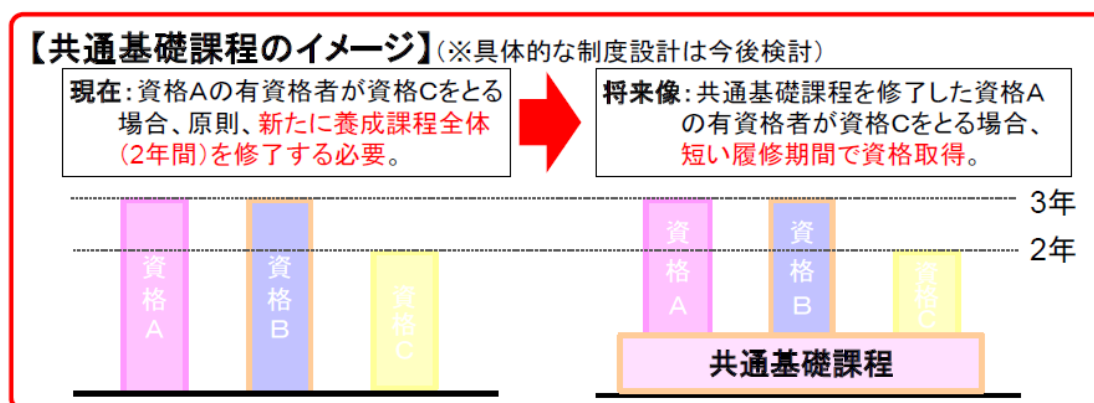 【共通基礎課程のイメージ】(※具体的な制度設計は今後検討)
現在:資格Aの有資格者が資格Cをとる
場合、原則、新たに養成課程全体
(2年間)を修了する必要。
将来像:共通基礎課程を修了した資格A
の有資格者が資格Cをとる場合、
短い履修期間で資格取得。
3年
2年
資格A
資格B
資格C
資格A
資格B
資格C
共通基礎課程